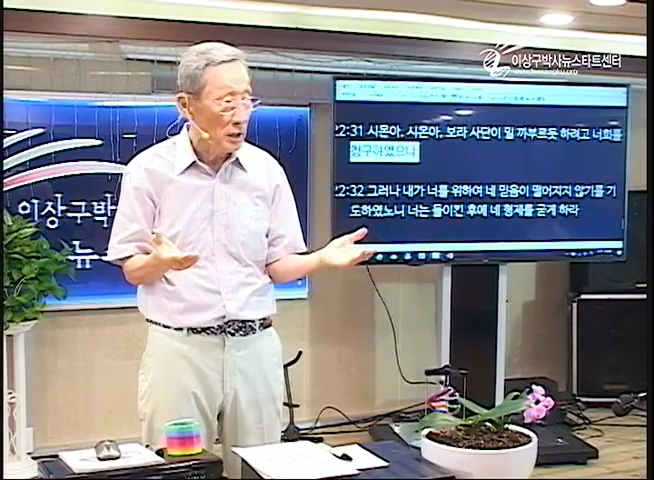 이상구박사뉴스타트센터
22:31 시몬아, 시몬아, 보라 사단이 밀 까부르듯 하려고 너희를
청구하였으나
22:32 그러나 내가 너를 위하여 네 믿음이 떨어지지 않기를 기
도하였노니 너는 돌이킨 후에 네 형제를 굳게 하라
이상구박
뉴